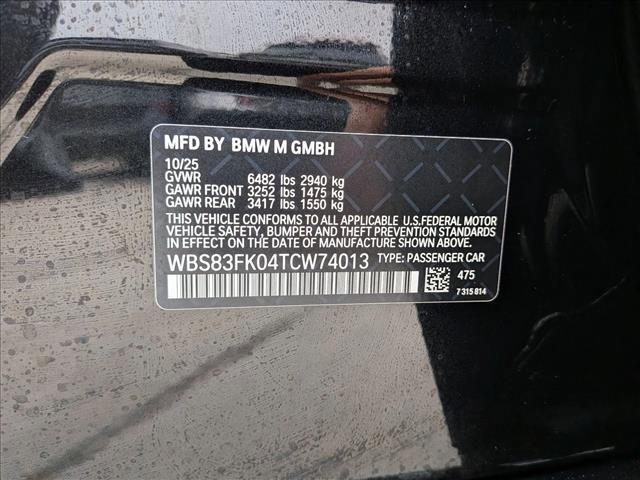 MFD BY BMW M GMBH
10/25
GVWR 6482 lbs 2940 kg
GAWR FRONT 3252 lbs 1475 kg
GAWR REAR 3417 lbs 1550 kg
THIS VEHICLE CONFORMS TO ALL APPLICABLE U.S.FEDERAL MOTOR
VEHICLE SAFETY, BUMPER AND THEFT PREVENTION STANDARDS
IN EFFECT ON THE DATE OF MANUFACTURE SHOWN ABOVE.
WBS83FK04TCW74013 TYPE: PASSENGER CAR
475
7 315 814